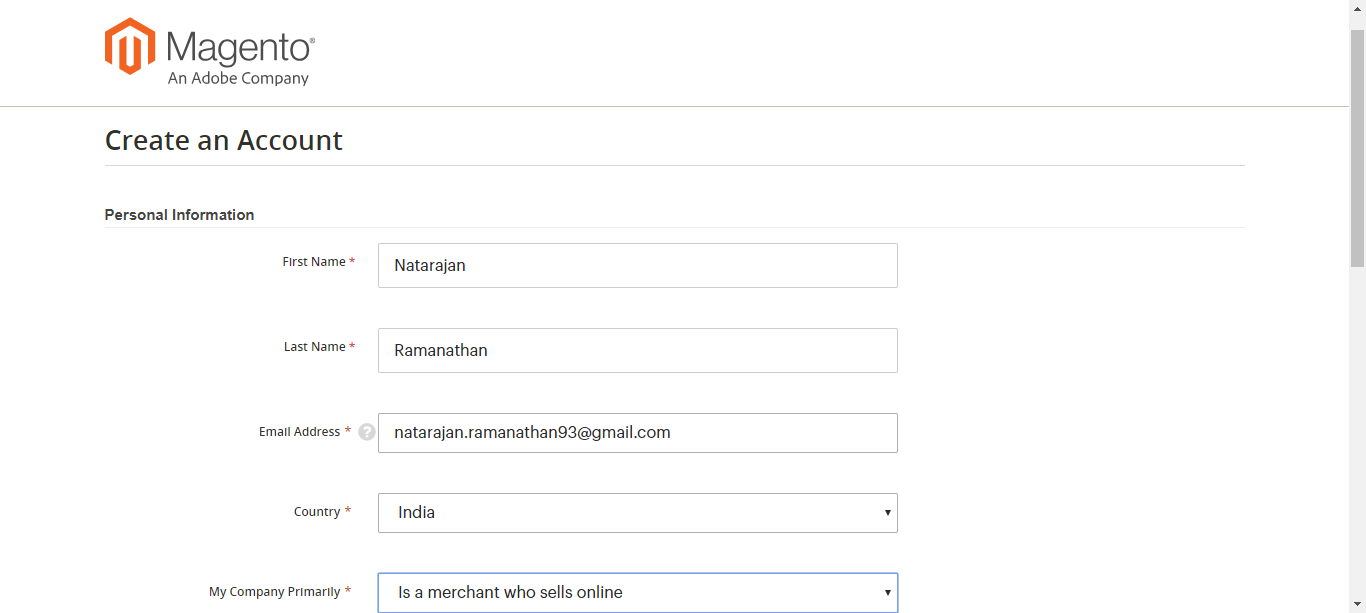 Magento®
An Adobe Company
Create an Account
Personal Information
First Name * Natarajan
Last Name * Ramanathan
Email Address * ? natarajan.ramanathan93@gmail.com
Country * India
My Company Primarily * Is a merchant who sells online